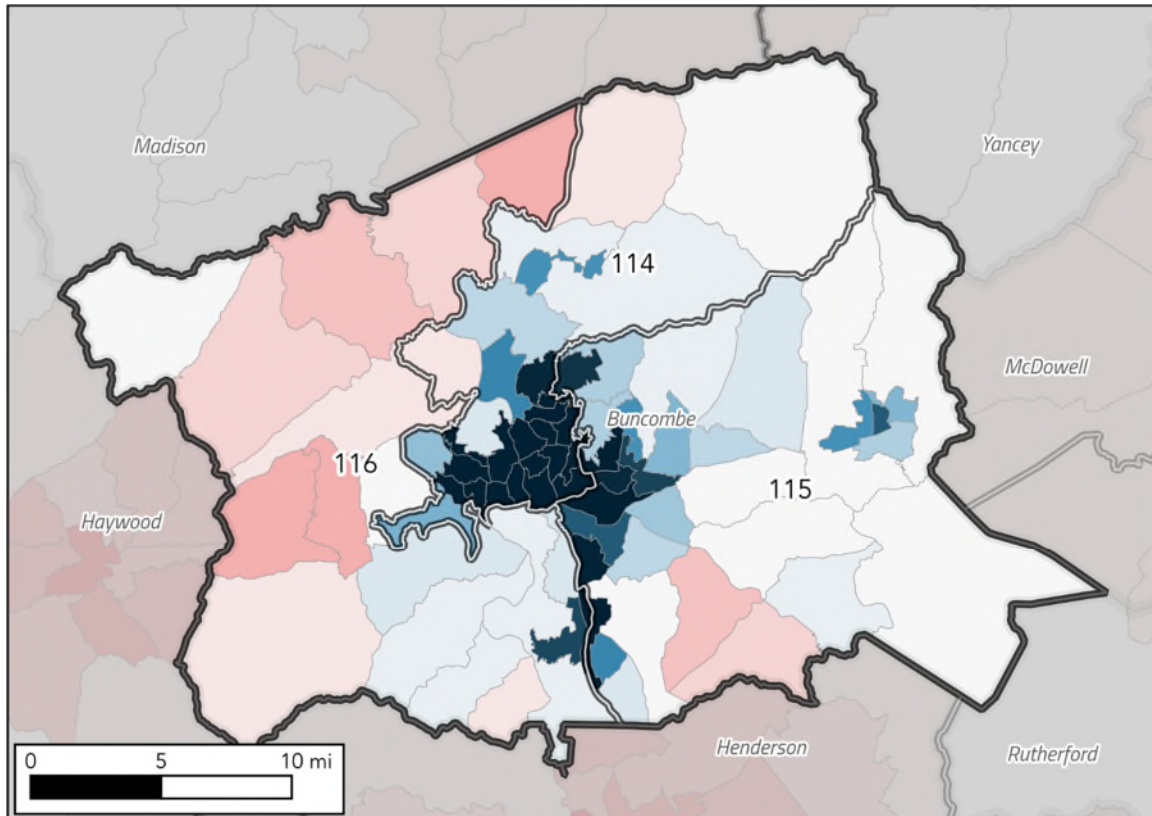 Madison
Yancey
114
McDowell
Buncombe
116
115
Haywood
Henderson
Rutherford
0 5 10 mi